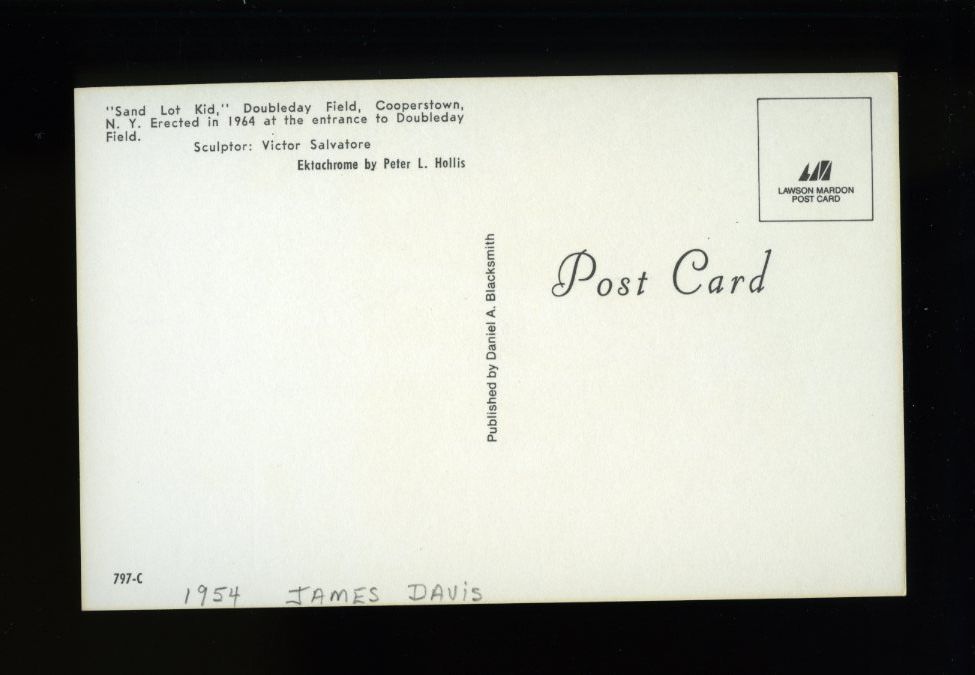 "Sand Lot Kid," Doubleday Field, Cooperstown,
N. Y. Erected in 1964 at the entrance to Doubleday
Field.
Sculptor: Victor Salvatore
Ektachrome by Peter L. Hollis
LAWSON MARDON
POST CARD
Post Card
Published by Daniel A. Blacksmith
797-C
1954 JAMES DAVIS